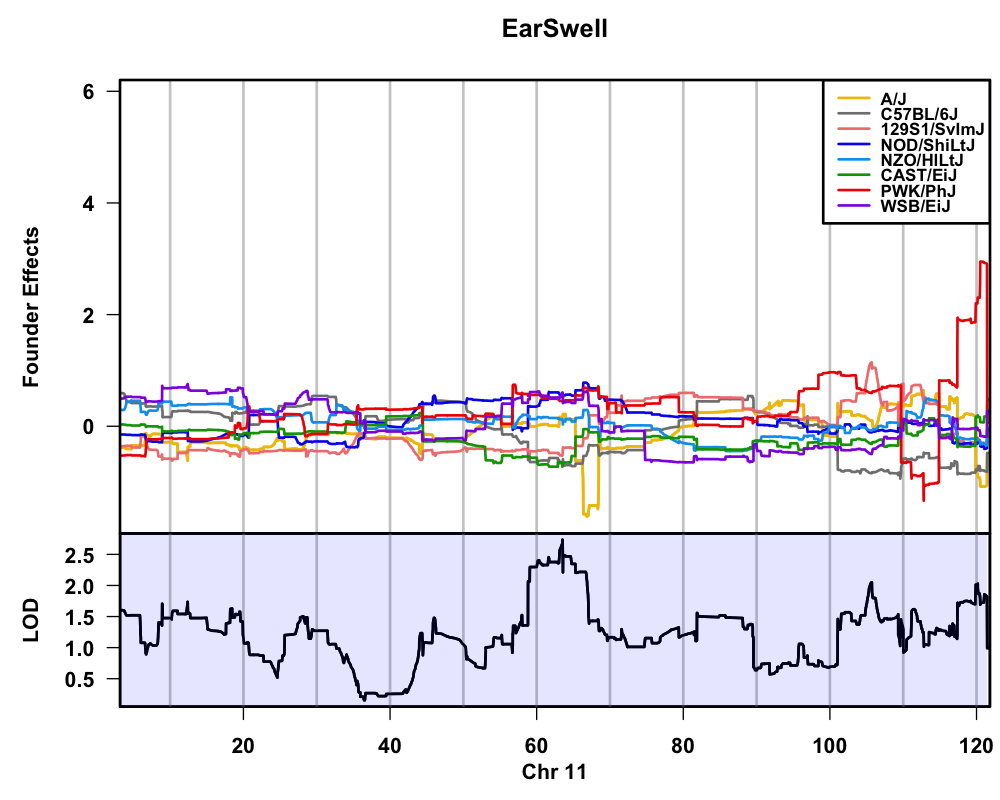 EarSwell
6
4
2
0
Founder Effects
A/J
C57BL/6J
129S1/SvImJ
NOD/ShiLtJ
NZO/HlLtJ
CAST/EiJ
PWK/PhJ
WSB/EiJ
2.5
2.0
1.5
1.0
0.5
LOD
20 40 60 80 100 120
Chr 11